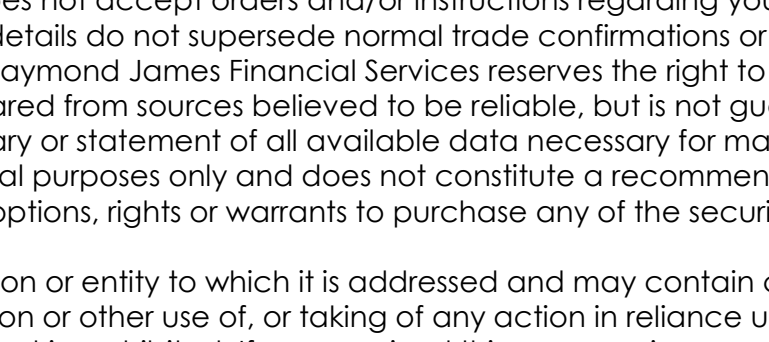 es not accept orders and/or instructions regarding you
details do not supersede normal trade confirmations or
aymond James Financial Services reserves the right to
ared from sources believed to be reliable, but is not gu
ary or statement of all available data necessary for ma
al purposes only and does not constitute a recommen
options, rights or warrants to purchase any of the securi
on or entity to which it is addressed and may contain
on or other use of, or taking of any action in reliance u